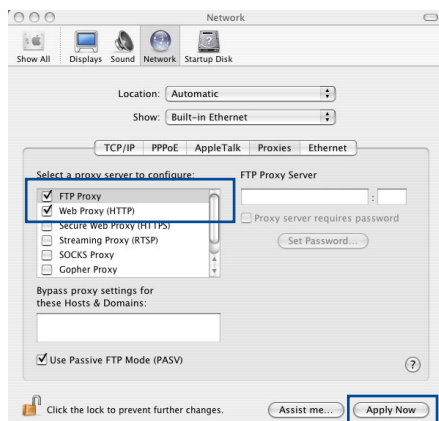 Network
Show All Displays Sound Network Startup Disk
Location: Automatic
Show: Built-in Ethernet
TCP/IP PPPoE AppleTalk Proxies Ethernet
Select a proxy server to configure: FTP Proxy Server
FTP Proxy :
Web Proxy (HTTP) Proxy server requires password
Secure Web Proxy (HTTPS)
Streaming Proxy (RTSP) Set Password...
SOCKS Proxy
Gopher Proxy
Bypass proxy settings for
these Hosts & Domains:
Use Passive FTP Mode (PASV) ?
Click the lock to prevent further changes. Assist me... Apply Now